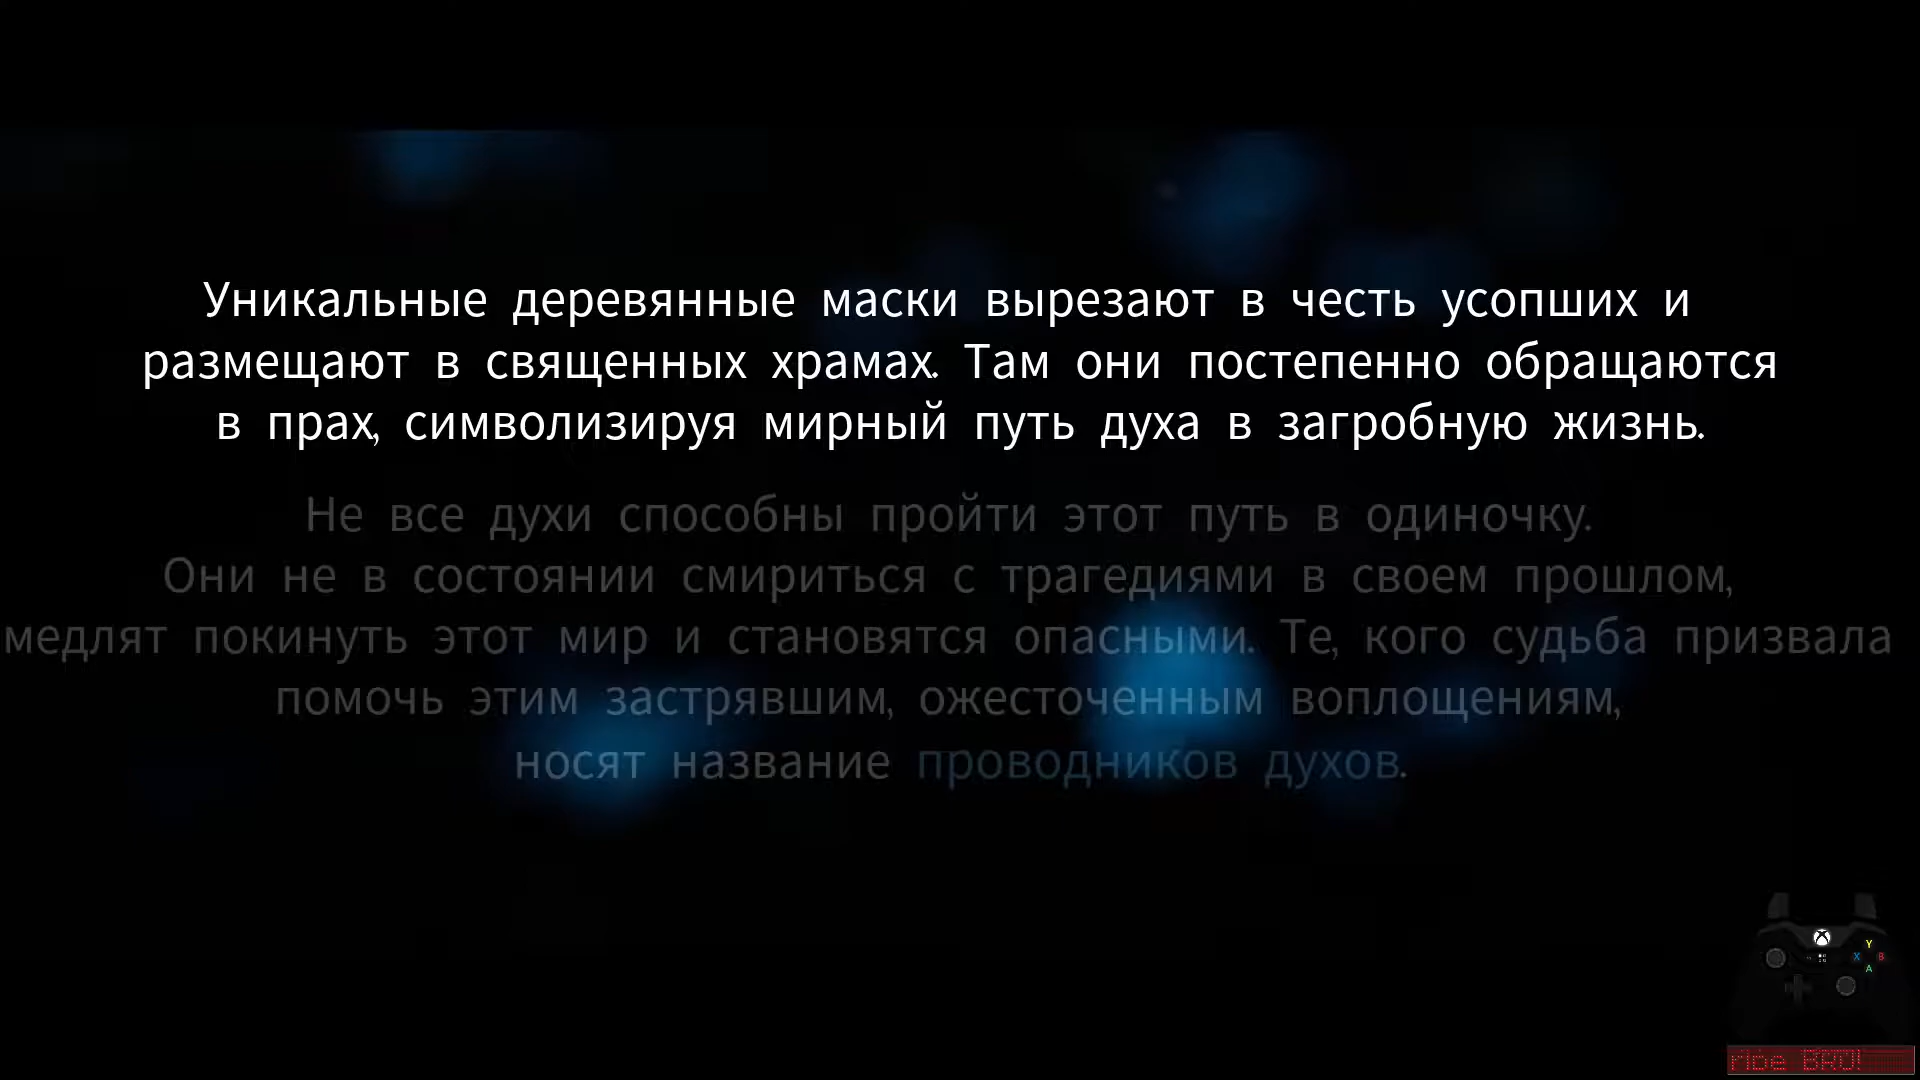 Уникальные деревянные маски вырезают в честь усопших и
размещают в священных храмах. Там они постепенно обращаются
в прах, символизируя мирный путь духа в загробную жизнь.
Не все духи способны пройти этот путь в одиночку.
Они не в состоянии смириться с трагедиями в своем прошлом,
медлят покинуть этот мир и становятся опасными. Те, кого судьба призвала
помочь этим застрявшим, ожесточенным воплощениям,
носят название проводников духов.
Y
X B
A
ribe BRO!